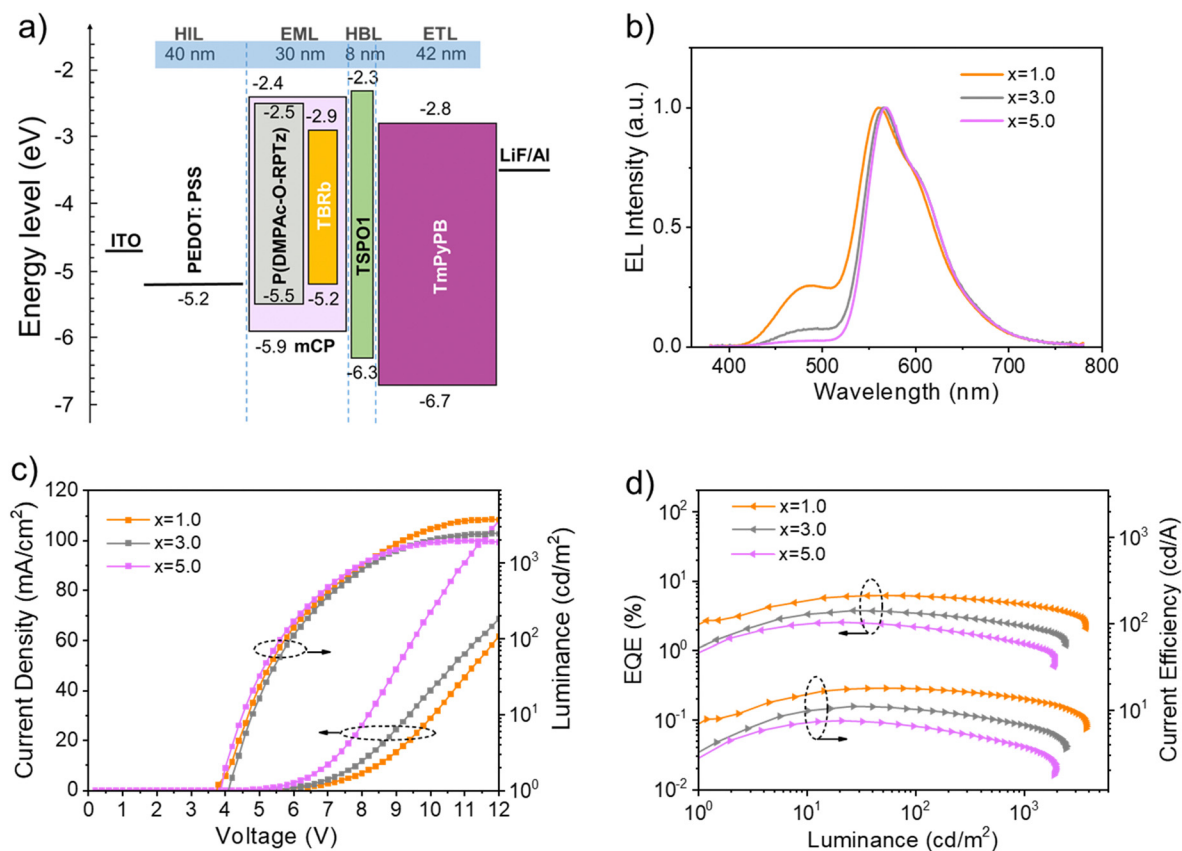 a)
HIL EML HBL ETL
40 nm 30 nm 8 nm 42 nm
Energy level (eV)
-2
-3
-4
-5
-6
-7
ITO
PEDOT: PSS
-5.2
-2.4
-2.5
P(DMPAc-O-RPTz)
-5.5
-2.9
TBRb
-5.2
-5.9 mCP
-2.3
TSPO1
-6.3
-2.8
TmPyPB
-6.7
LiF/Al
b)
EL Intensity (a.u.)
1.0
0.5
0.0
x=1.0
x=3.0
x=5.0
400 500 600 700 800
Wavelength (nm)
c)
Current Density (mA/cm²)
120
100
80
60
40
20
0
x=1.0
x=3.0
x=5.0
0 1 2 3 4 5 6 7 8 9 10 11 12
Voltage (V)
10³
10²
10¹
10⁰
Luminance (cd/m²)
d)
EQE (%)
10²
10¹
10⁰
10⁻¹
10⁻²
x=1.0
x=3.0
x=5.0
10⁰ 10¹ 10² 10³
Luminance (cd/m²)
10³
10²
10¹
Current Efficiency (cd/A)